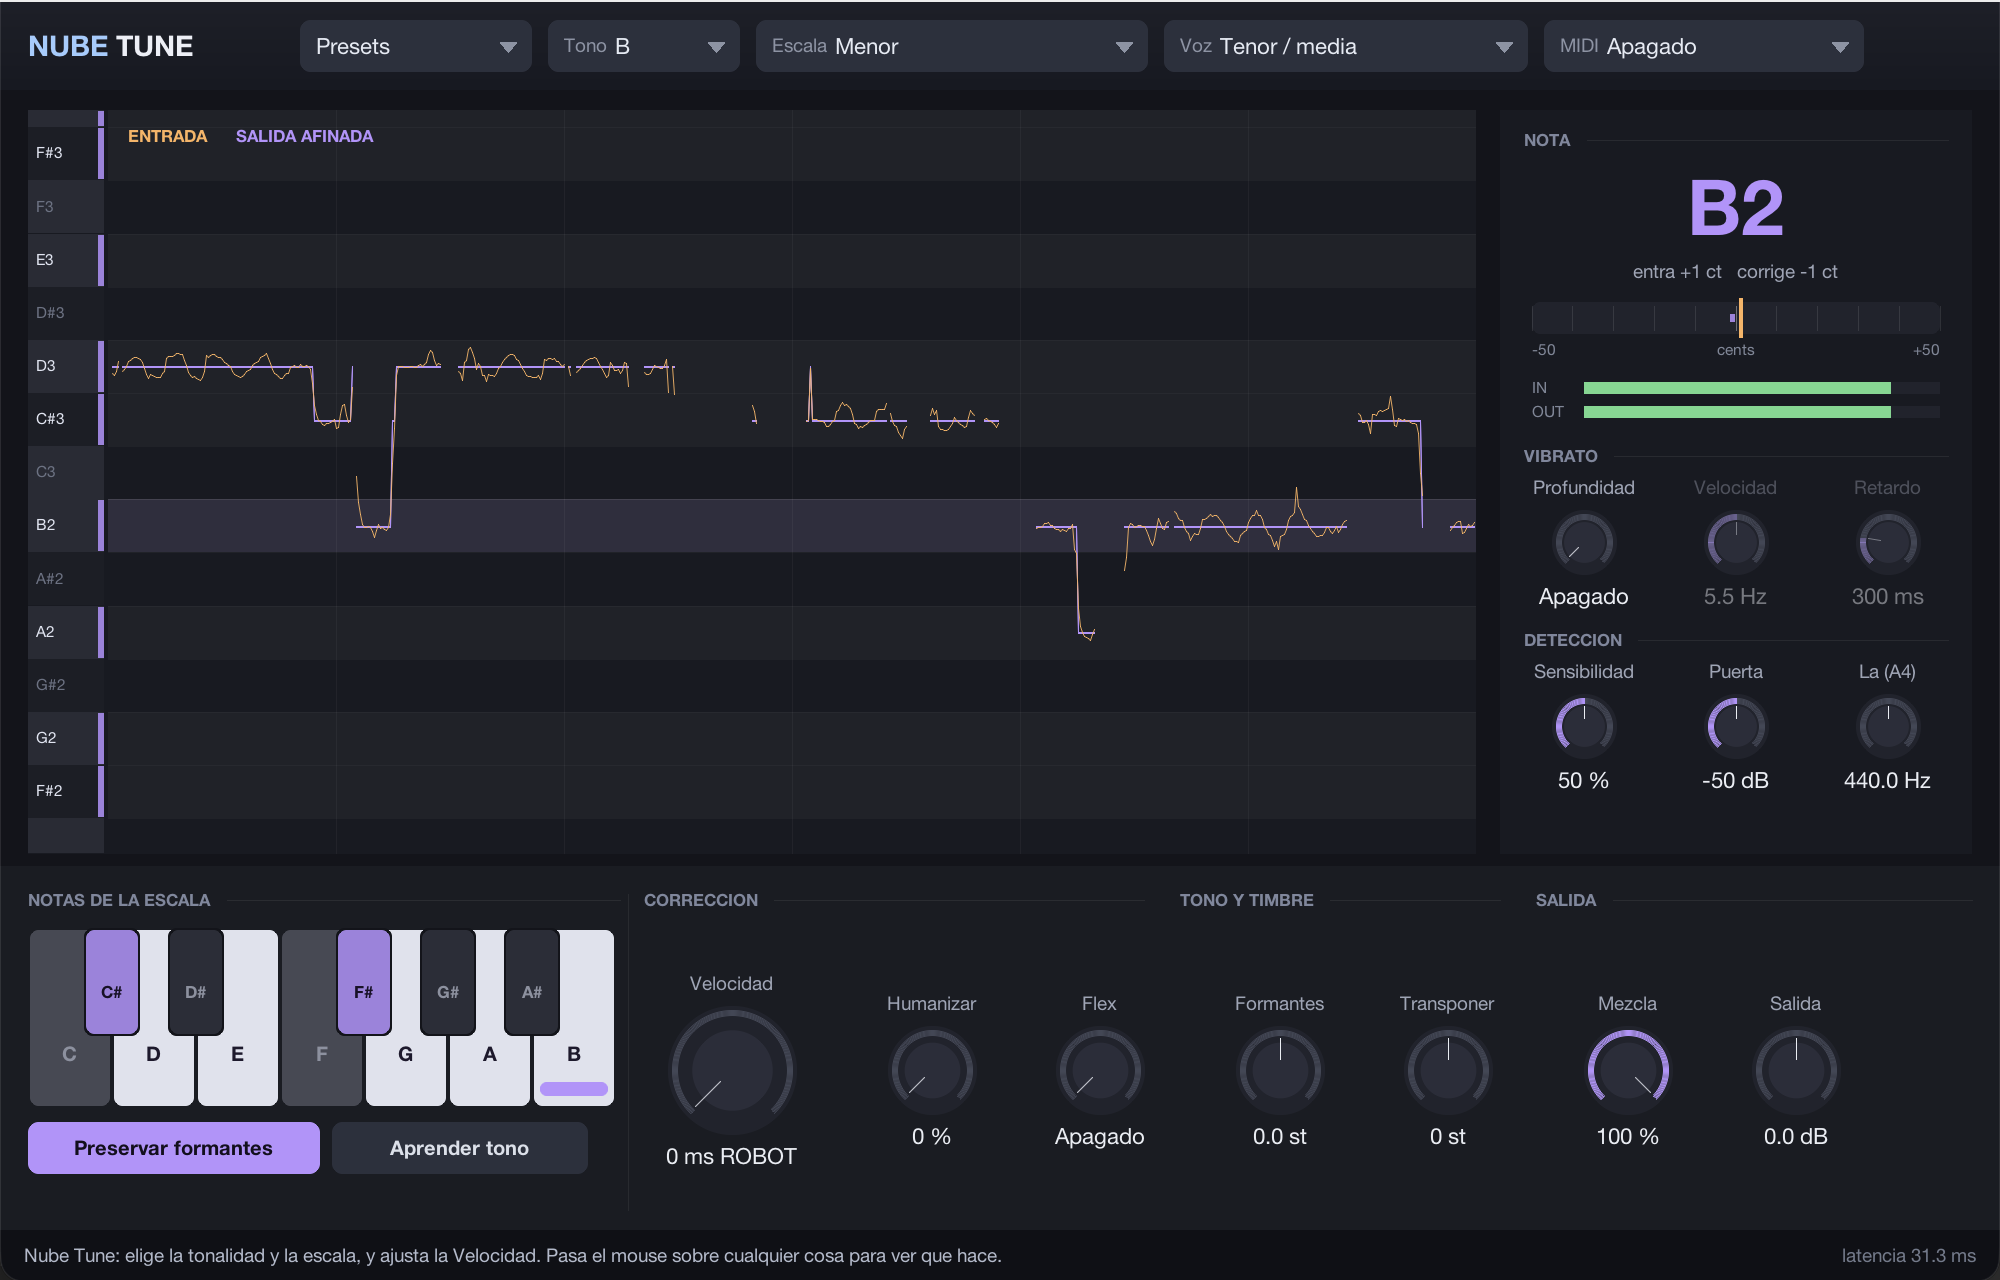 NUBE TUNE
Presets
Tono B
Escala Menor
Voz Tenor / media
MIDI Apagado
ENTRADA
SALIDA AFINADA
F#3
F3
E3
D#3
D3
C#3
C3
B2
A#2
A2
G#2
G2
F#2
NOTA
B2
entra +1 ct corrige -1 ct
-50 cents +50
IN
OUT
VIBRATO
Profundidad Velocidad Retardo
Apagado 5.5 Hz 300 ms
DETECCION
Sensibilidad Puerta La (A4)
50 % -50 dB 440.0 Hz
NOTAS DE LA ESCALA
C# D# F# G# A#
C D E F G A B
Preservar formantes
Aprender tono
CORRECCION
Velocidad
0 ms ROBOT
Humanizar
0 %
Flex
Apagado
TONO Y TIMBRE
Formantes
0.0 st
Transponer
0 st
SALIDA
Mezcla
100 %
Salida
0.0 dB
Nube Tune: elige la tonalidad y la escala, y ajusta la Velocidad. Pasa el mouse sobre cualquier cosa para ver que hace.
latencia 31.3 ms